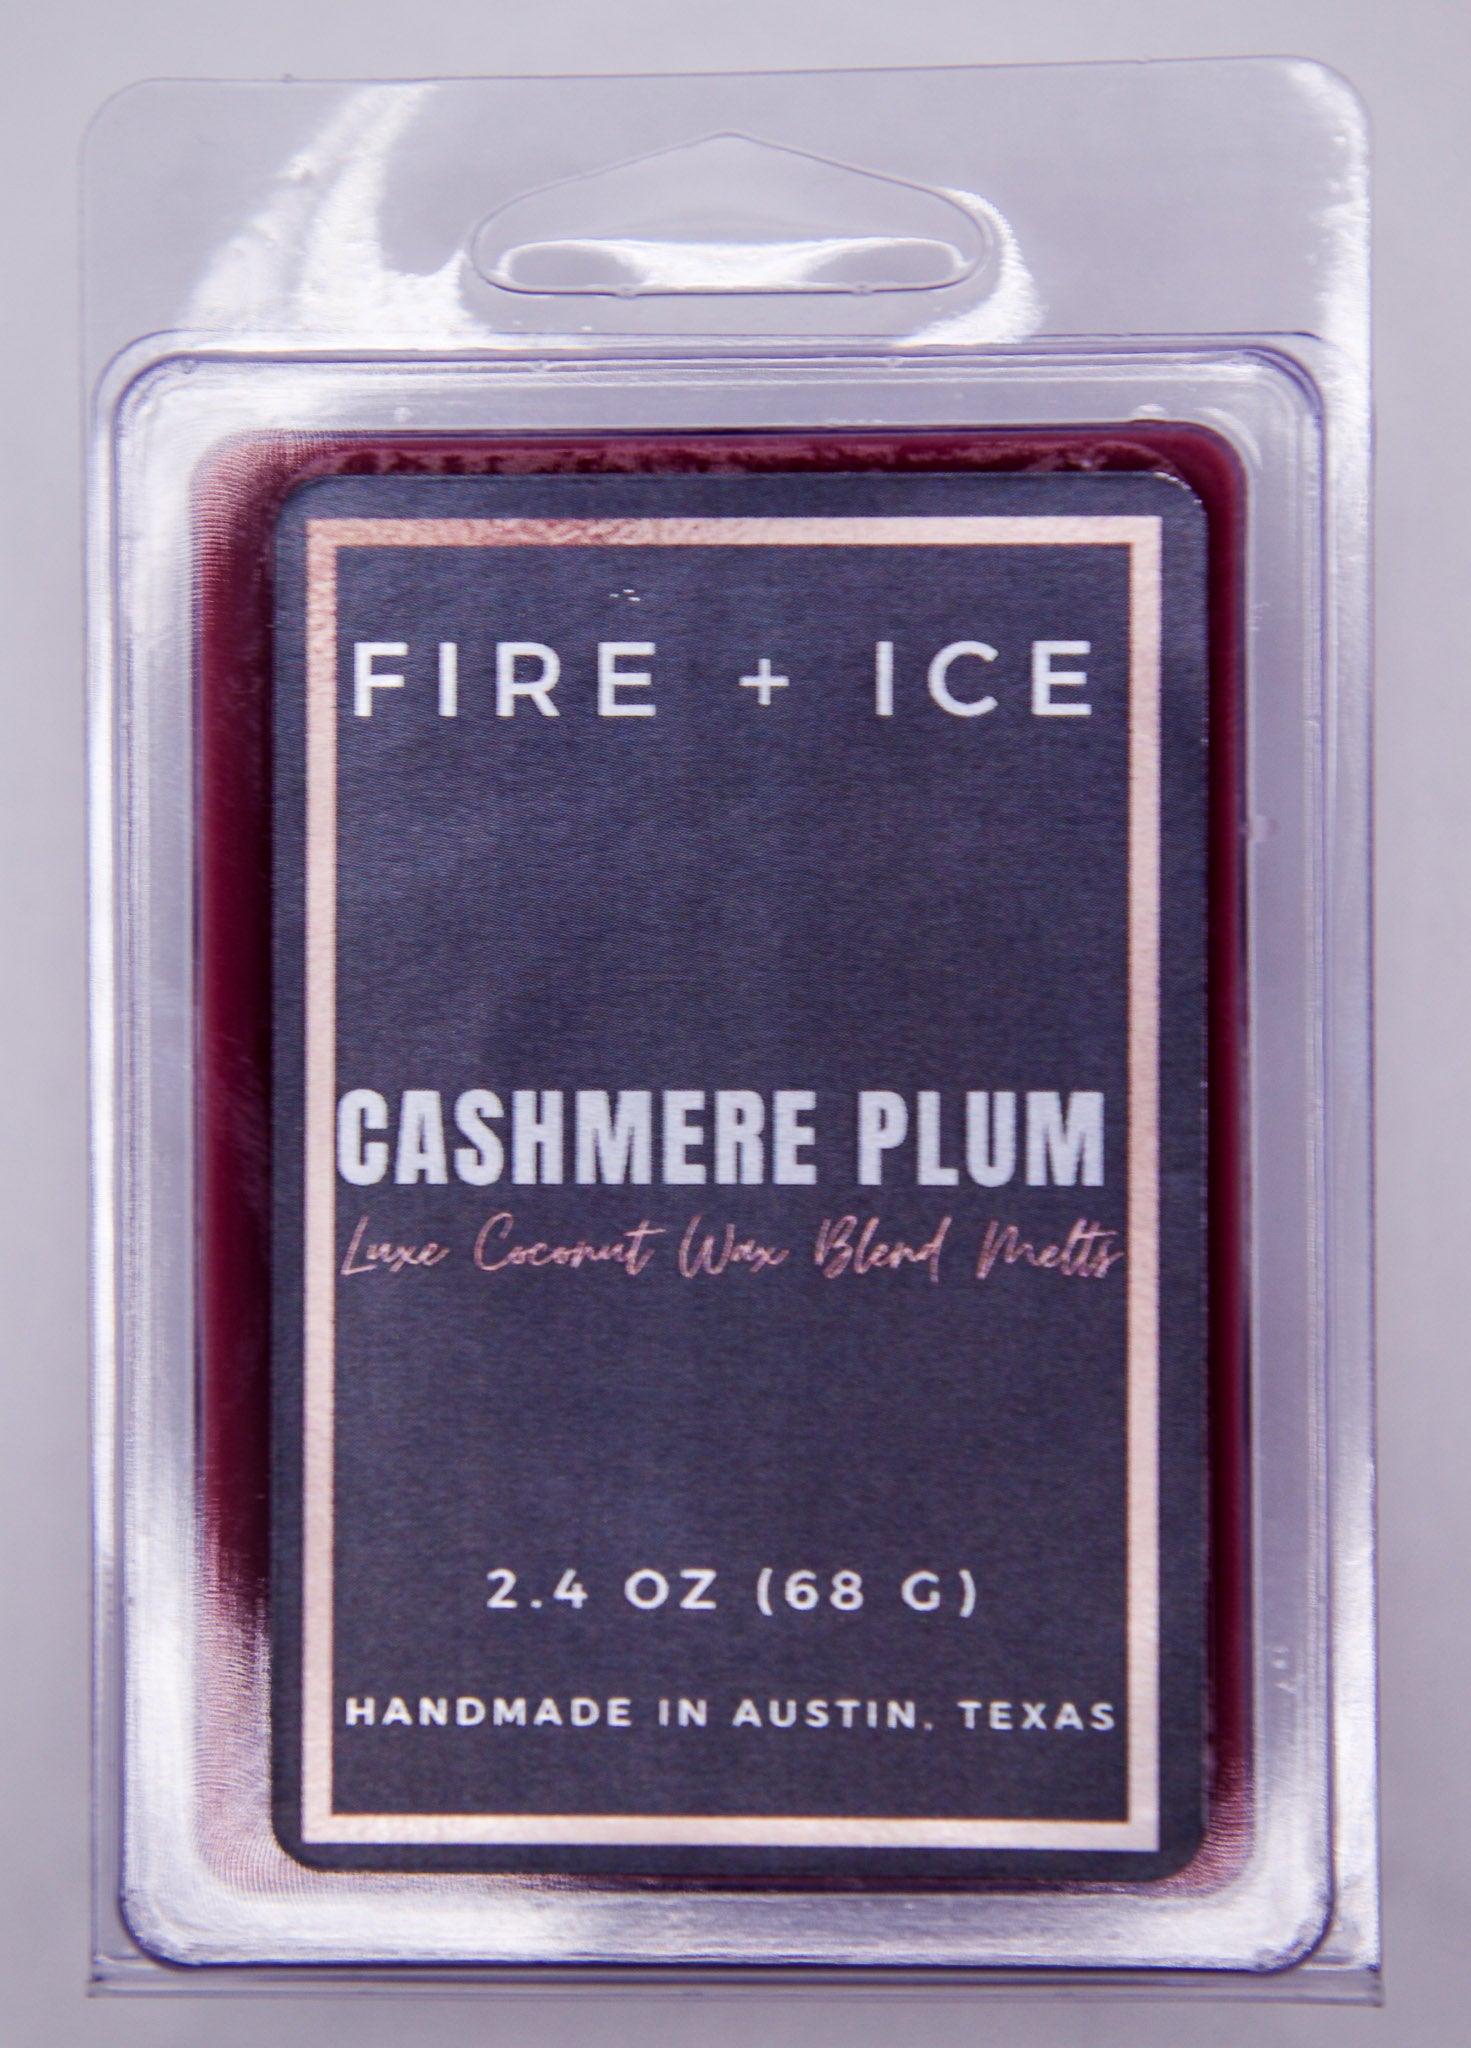 FIRE + ICE
CASHMERE PLUM
Luxe Coconut Wax Blend Melts
2.4 OZ (68 G)
HANDMADE IN AUSTIN, TEXAS